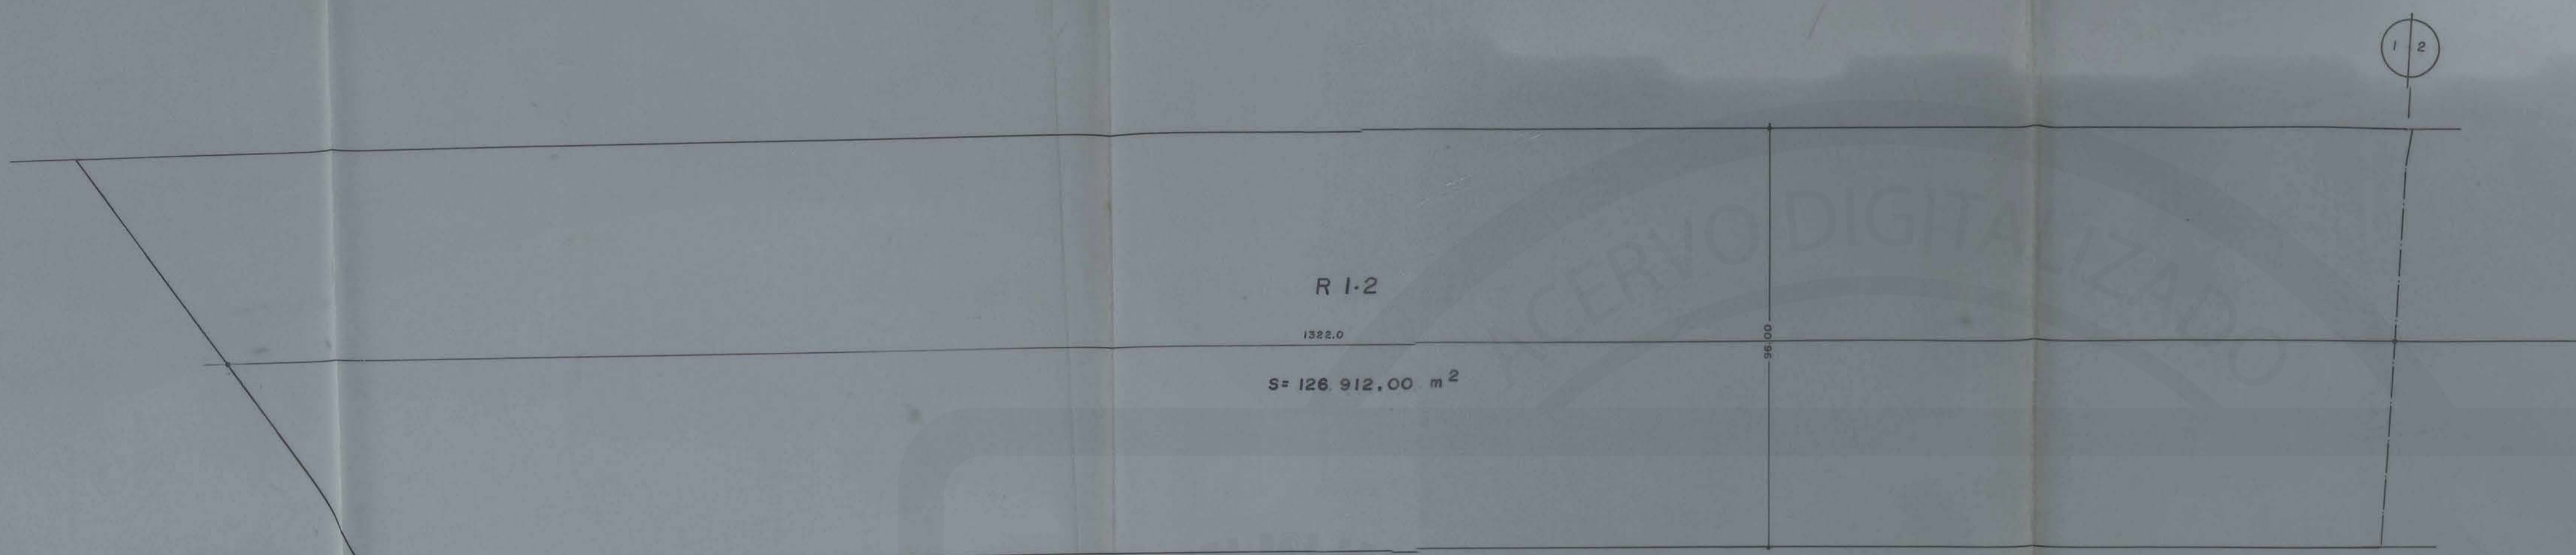 1 2
R 1-2
1322.0
96.00
S= 126.912,00 m²
ACERVO DIGITALIZADO